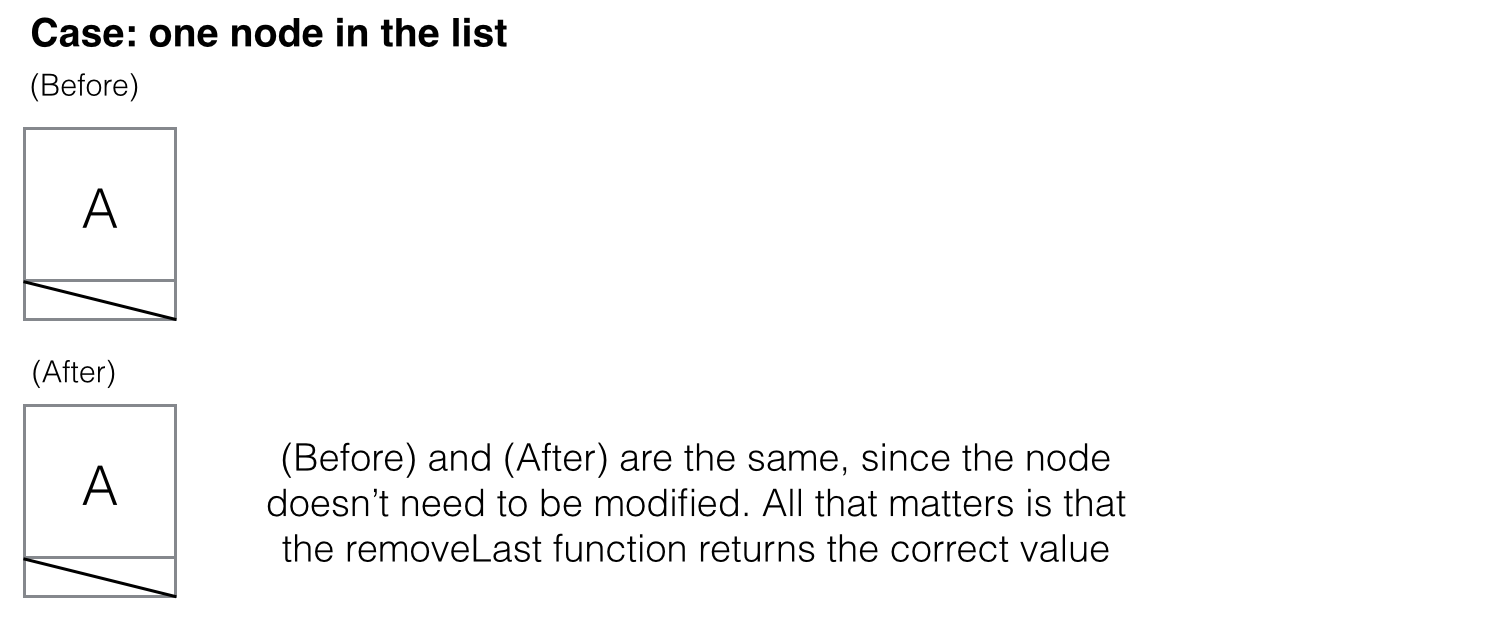 Case: one node in the list
(Before)
A
(After)
A
(Before) and (After) are the same, since the node
doesn’t need to be modified. All that matters is that
the removeLast function returns the correct value